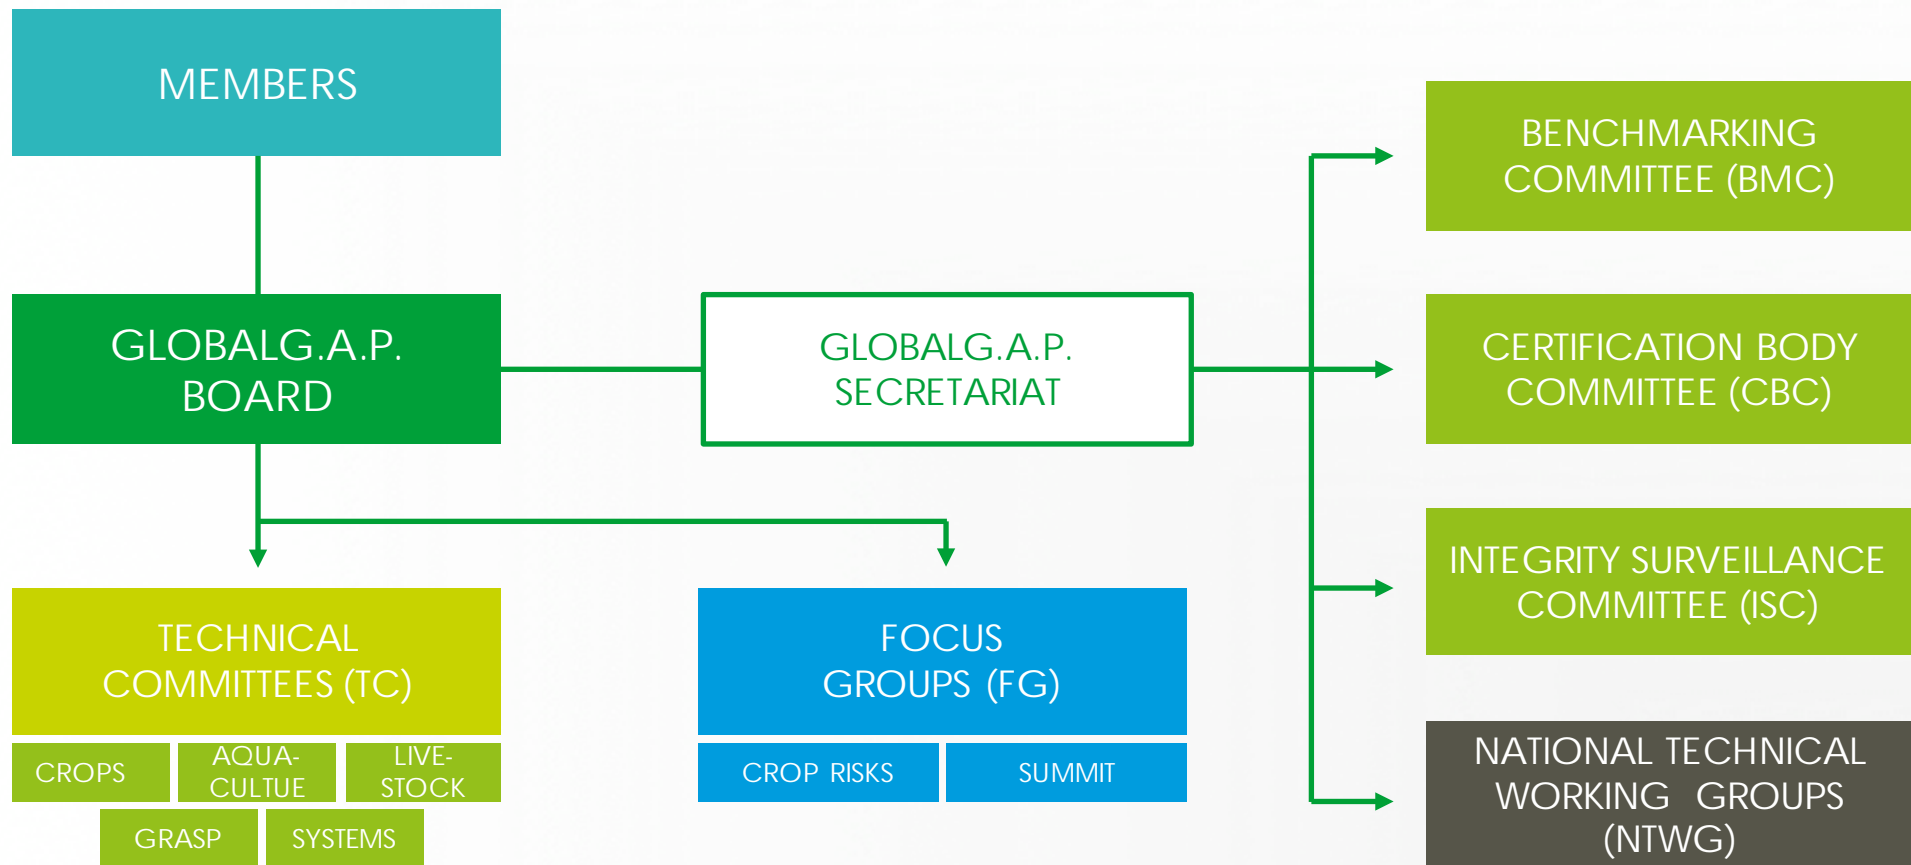 MEMBERS
GLOBALG.A.P.
BOARD
GLOBALG.A.P.
SECRETARIAT
BENCHMARKING
COMMITTEE (BMC)
CERTIFICATION BODY
COMMITTEE (CBC)
INTEGRITY SURVEILLANCE
COMMITTEE (ISC)
NATIONAL TECHNICAL
WORKING GROUPS
(NTWG)
TECHNICAL
COMMITTEES (TC)
CROPS
AQUA-
CULTUE
LIVE-
STOCK
GRASP
SYSTEMS
FOCUS
GROUPS (FG)
CROP RISKS
SUMMIT